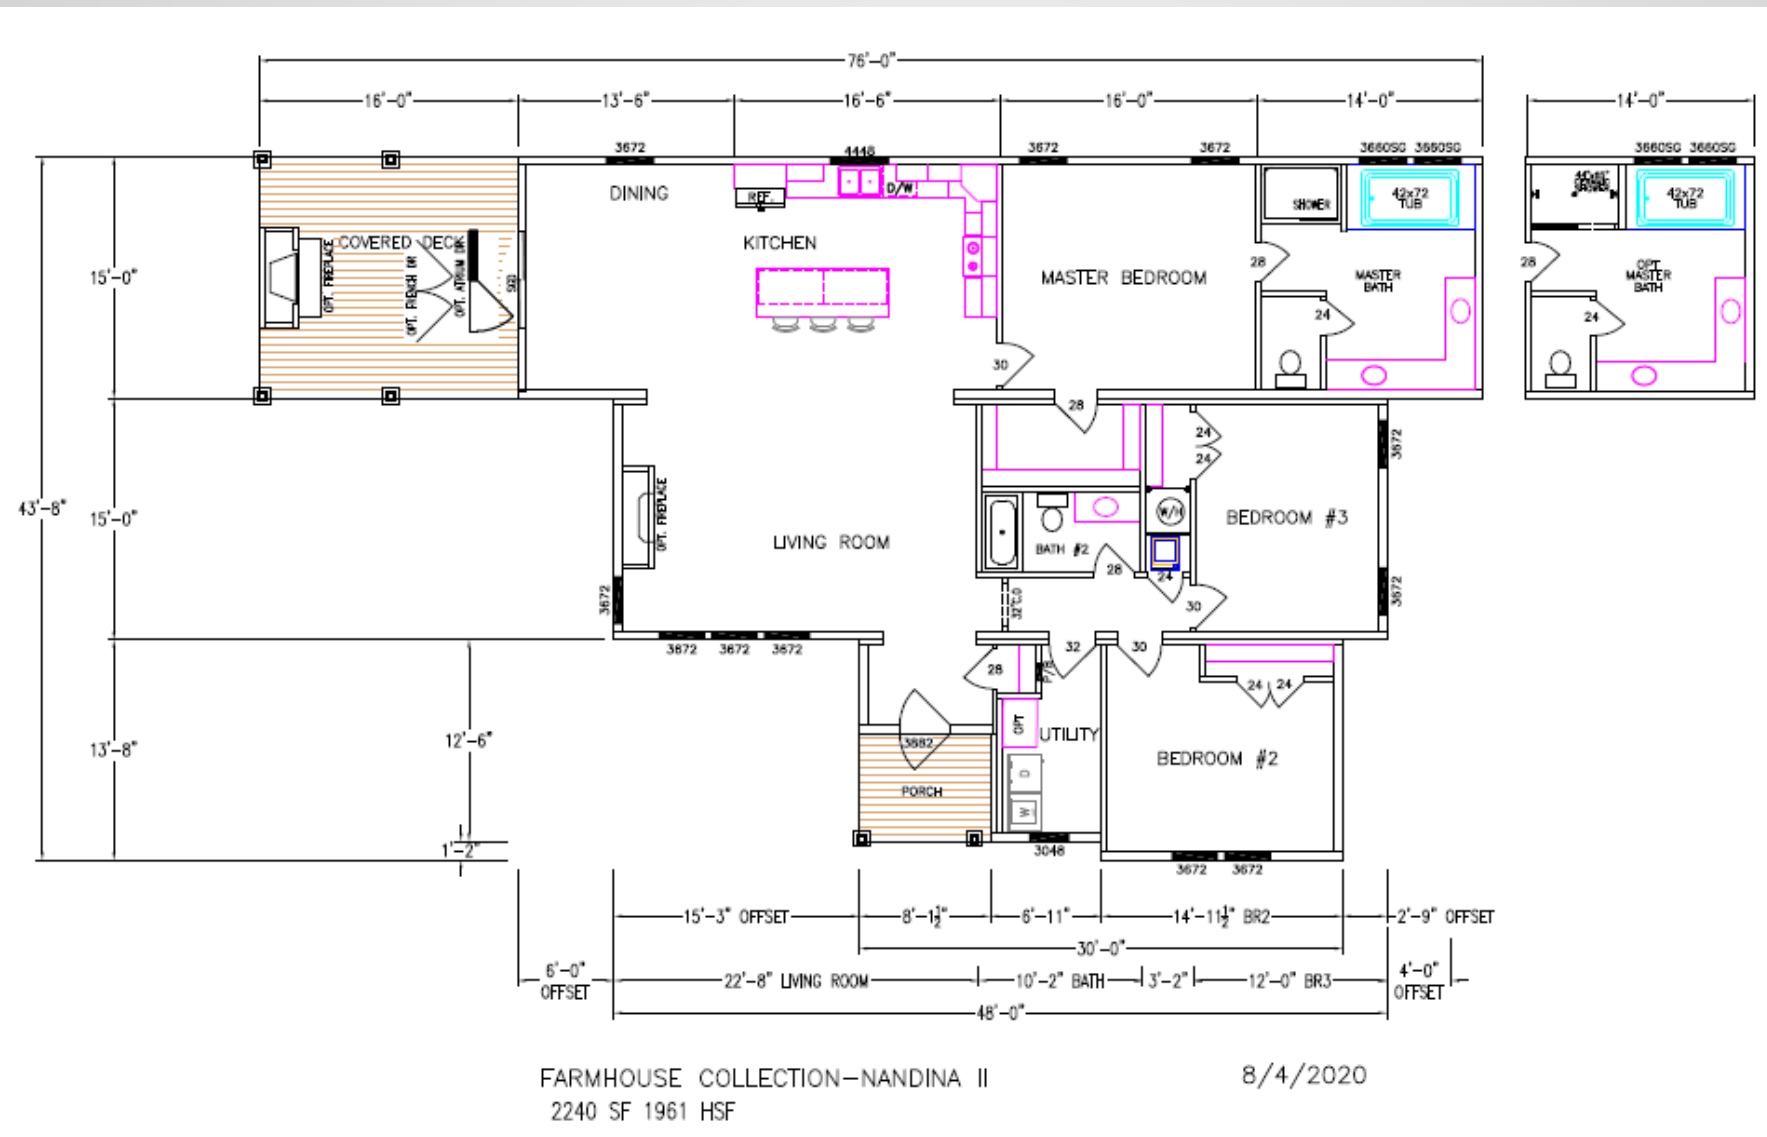 76'-0"
16'-0"
13'-6"
16'-6"
16'-0"
14'-0"
14'-0"
3672
4448
3672
3672
3660SG 3660SG
3660SG 3660SG
DINING
REF.
D/W
SHOWER
42x72
TUB
42x72
TUB
COVERED DECK
KITCHEN
MASTER BEDROOM
28
MASTER
BATH
28
OPT
MASTER
BATH
OPT. FIREPLACE
OPT. FRENCH DR
OPT. ATRIUM DR
SGD
15'-0"
24
24
30
28
24
24
3672
43'-8"
15'-0"
OPT. FIREPLACE
LIVING ROOM
W/H
BEDROOM #3
BATH #2
28
24
3672
3672
32"C.O
30
3672 3672 3672
28
P/B
32
30
24 24
12'-6"
13'-8"
3682
OPT
UTILITY
BEDROOM #2
D
W
PORCH
1'-2"
3048
3672 3672
15'-3" OFFSET
8'-1½"
6'-11"
14'-11½" BR2
2'-9" OFFSET
30'-0"
6'-0"
OFFSET
22'-8" LIVING ROOM
10'-2" BATH
3'-2"
12'-0" BR3
4'-0"
OFFSET
48'-0"
FARMHOUSE COLLECTION-NANDINA II
8/4/2020
2240 SF 1961 HSF